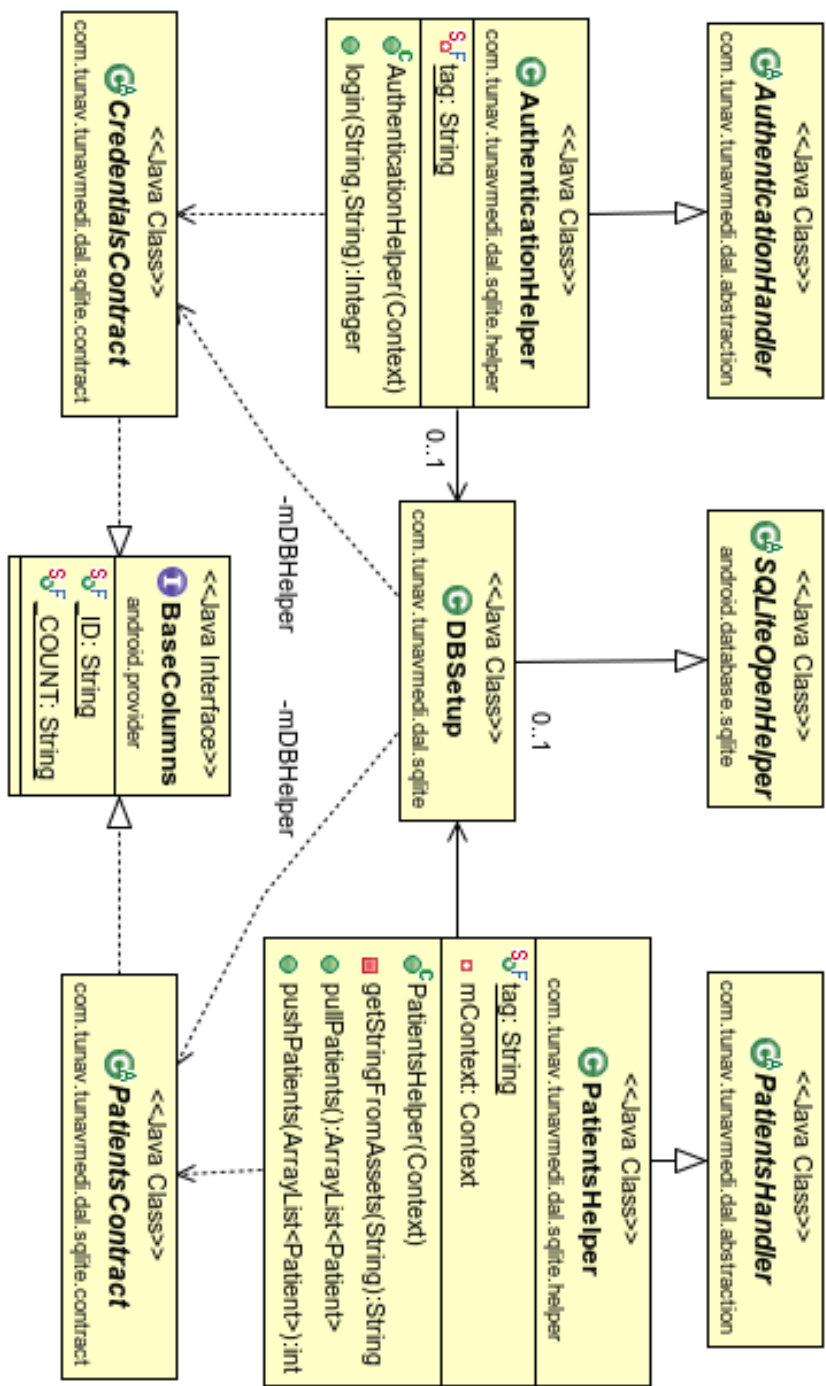 <<Java Class>>
AuthenticationHandler
com.tunav.tunavmedi.dal.abstraction
<<Java Class>>
SQLiteOpenHelper
android.database.sqlite
<<Java Class>>
PatientsHandler
com.tunav.tunavmedi.dal.abstraction
<<Java Class>>
AuthenticationHelper
com.tunav.tunavmedi.dal.sqlite.helper
tag: String
AuthenticationHelper(Context)
login(String,String):Integer
0..1
<<Java Class>>
DBSetup
com.tunav.tunavmedi.dal.sqlite
0..1
<<Java Class>>
PatientsHelper
com.tunav.tunavmedi.dal.sqlite.helper
tag: String
mContext: Context
PatientsHelper(Context)
getStringFromAssets(String):String
pullPatients():ArrayList<Patient>
pushPatients(ArrayList<Patient>):int
-mDBHelper
-mDBHelper
<<Java Class>>
CredentialsContract
com.tunav.tunavmedi.dal.sqlite.contract
<<Java Interface>>
BaseColumns
android.provider
_ID: String
_COUNT: String
<<Java Class>>
PatientsContract
com.tunav.tunavmedi.dal.sqlite.contract